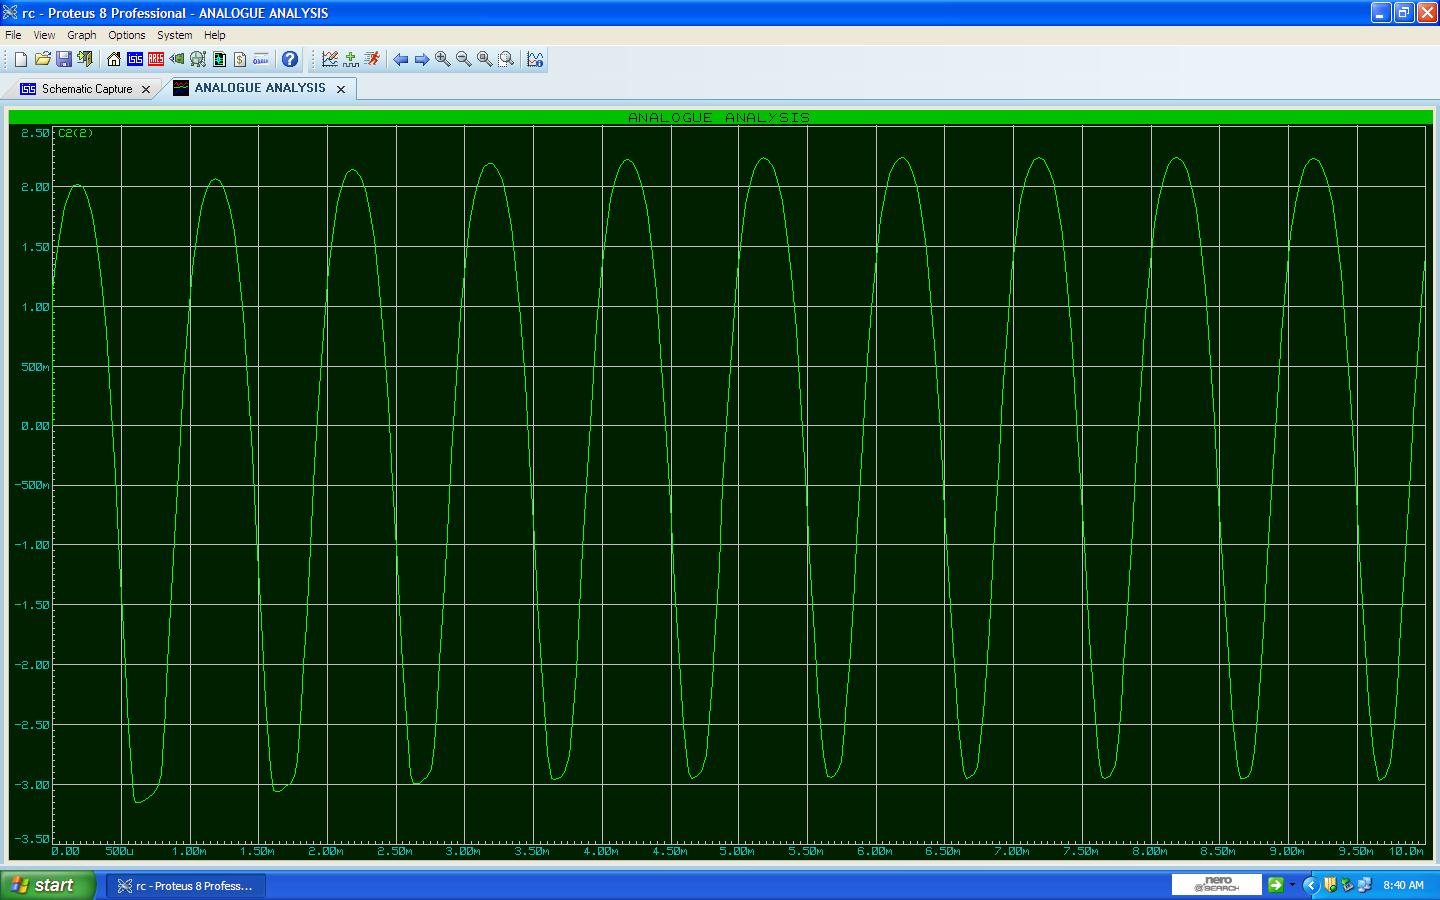 rc - Proteus 8 Professional - ANALOGUE ANALYSIS
File View Graph Options System Help
Schematic Capture
ANALOGUE ANALYSIS
ANALOGUE ANALYSIS
C2(2)
2.50
2.00
1.50
1.00
500m
0.00
-500m
-1.00
-1.50
-2.00
-2.50
-3.00
-3.50
0.00 500u 1.00m 1.50m 2.00m 2.50m 3.00m 3.50m 4.00m 4.50m 5.00m 5.50m 6.00m 6.50m 7.00m 7.50m 8.00m 8.50m 9.00m 9.50m 10.0m
start
rc - Proteus 8 Profess...
nero
SEARCH
8:40 AM